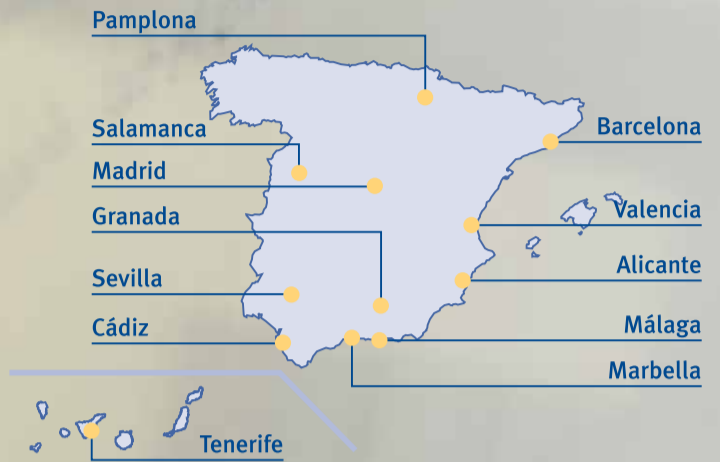 Pamplona
Salamanca
Madrid
Granada
Sevilla
Cádiz
Barcelona
Valencia
Alicante
Málaga
Marbella
Tenerife